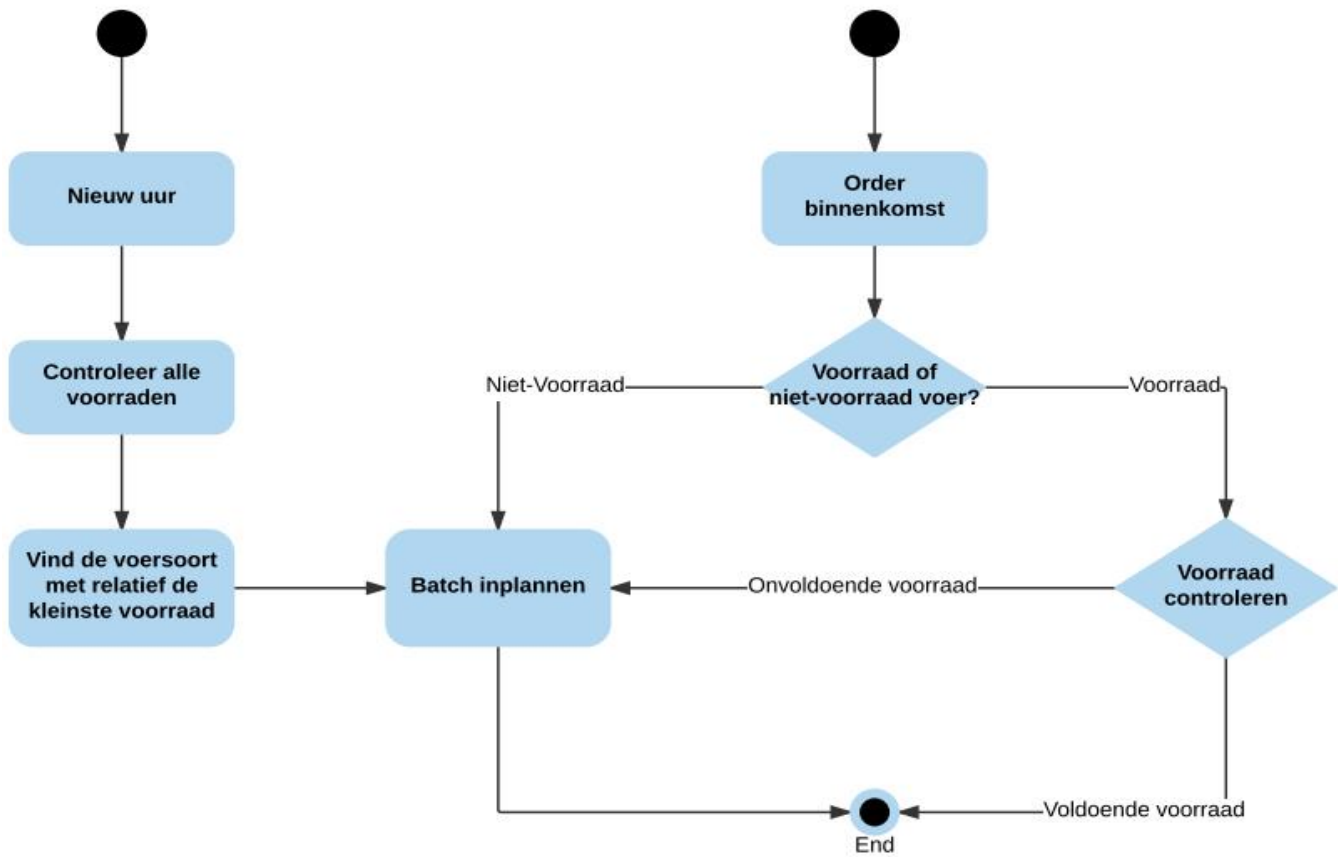 Nieuw uur
Order
binnenkomst
Controleer alle
voorraden
Voorraad of
niet-voorraad voer?
Niet-Voorraad
Voorraad
Vind de voersoort
met relatief de
kleinste voorraad
Batch inplannen
Onvoldoende voorraad
Voorraad
controleren
Voldoende voorraad
End